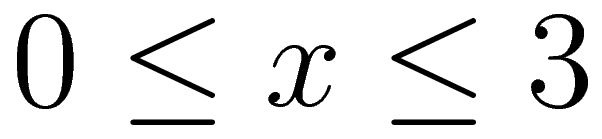 0 ≤ x ≤ 3